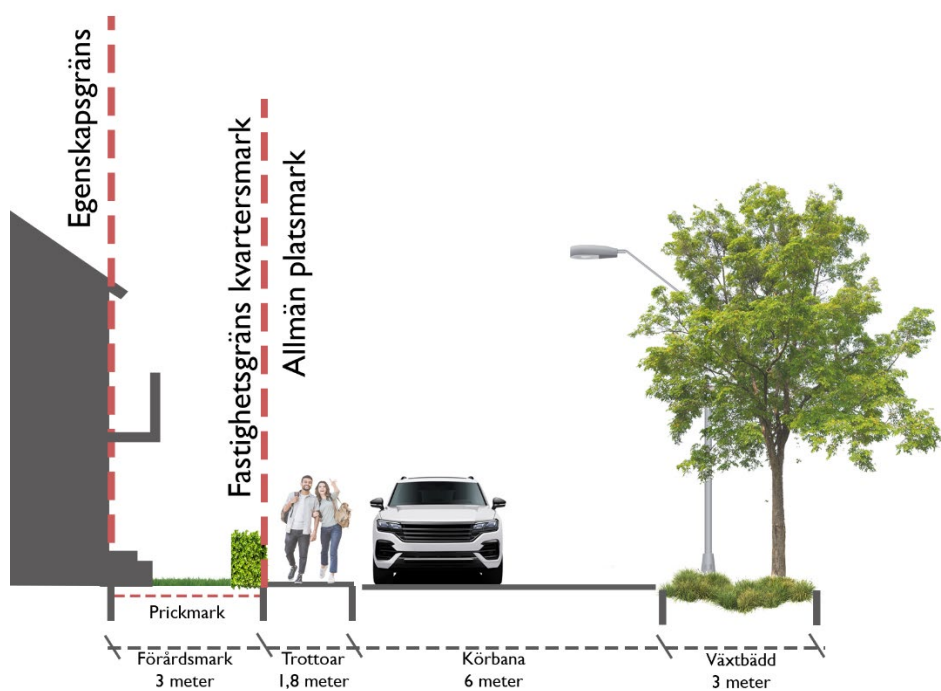 Egenskapsgräns
Fastighetsgräns kvartersmark
Allmän platsmark
Prickmark
Förårdsmark
3 meter
Trottoar
1,8 meter
Körbana
6 meter
Växtbädd
3 meter